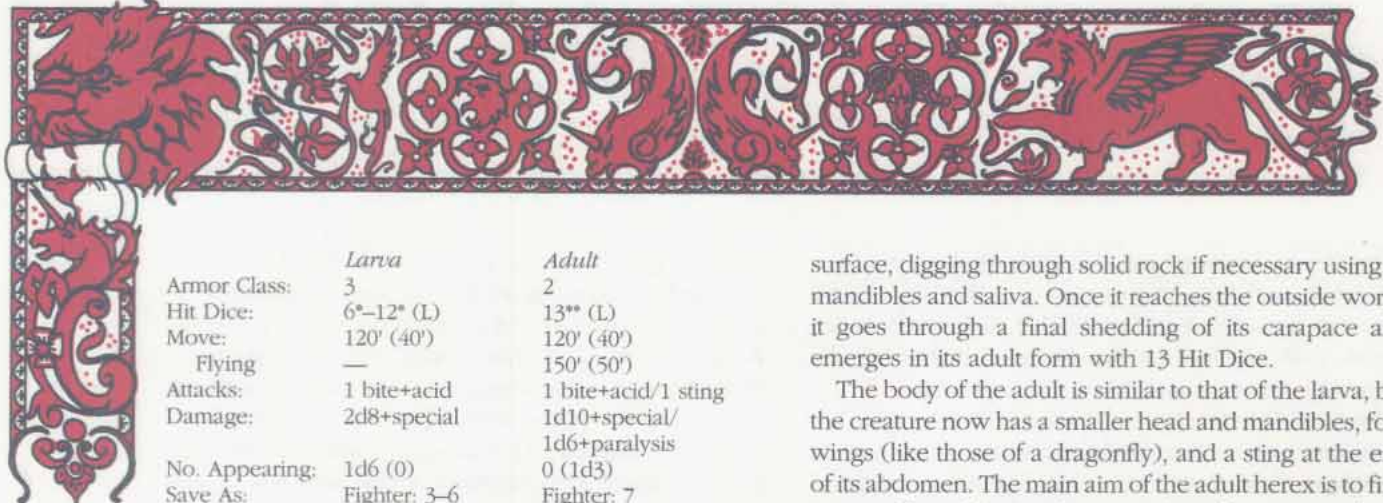 Larva Adult
Armor Class: 3 2
Hit Dice: 6*–12* (L) 13** (L)
Move: 120' (40') 120' (40')
Flying — 150' (50')
Attacks: 1 bite+acid 1 bite+acid/1 sting
Damage: 2d8+special 1d10+special/
1d6+paralysis
No. Appearing: 1d6 (0) 0 (1d3)
Save As: Fighter: 3–6 Fighter: 7
surface, digging through solid rock if necessary using
mandibles and saliva. Once it reaches the outside wor
it goes through a final shedding of its carapace a
emerges in its adult form with 13 Hit Dice.
The body of the adult is similar to that of the larva, b
the creature now has a smaller head and mandibles, fo
wings (like those of a dragonfly), and a sting at the e
of its abdomen. The main aim of the adult herex is to fi